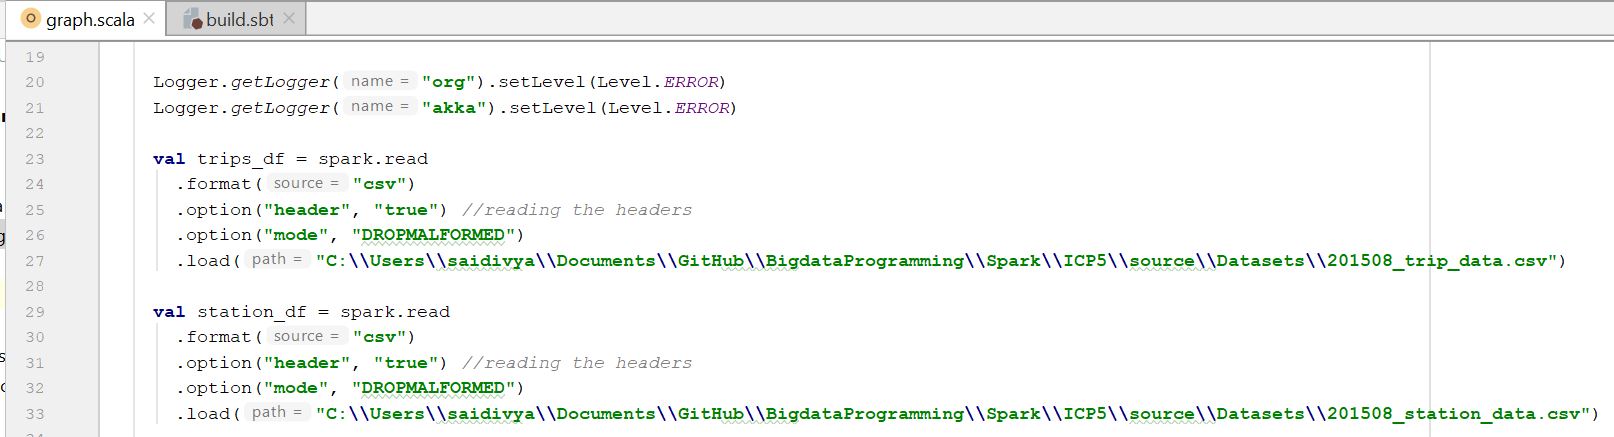 graph.scala build.sbt
19
20 Logger.getLogger( name = "org").setLevel(Level.ERROR)
21 Logger.getLogger( name = "akka").setLevel(Level.ERROR)
22
23 val trips_df = spark.read
24 .format( source = "csv")
25 .option("header", "true") //reading the headers
26 .option("mode", "DROPMALFORMED")
27 .load( path = "C:\\Users\\saidivya\\Documents\\GitHub\\BigdataProgramming\\Spark\\ICP5\\source\\Datasets\\201508_trip_data.csv")
28
29 val station_df = spark.read
30 .format( source = "csv")
31 .option("header", "true") //reading the headers
32 .option("mode", "DROPMALFORMED")
33 .load( path = "C:\\Users\\saidivya\\Documents\\GitHub\\BigdataProgramming\\Spark\\ICP5\\source\\Datasets\\201508_station_data.csv")